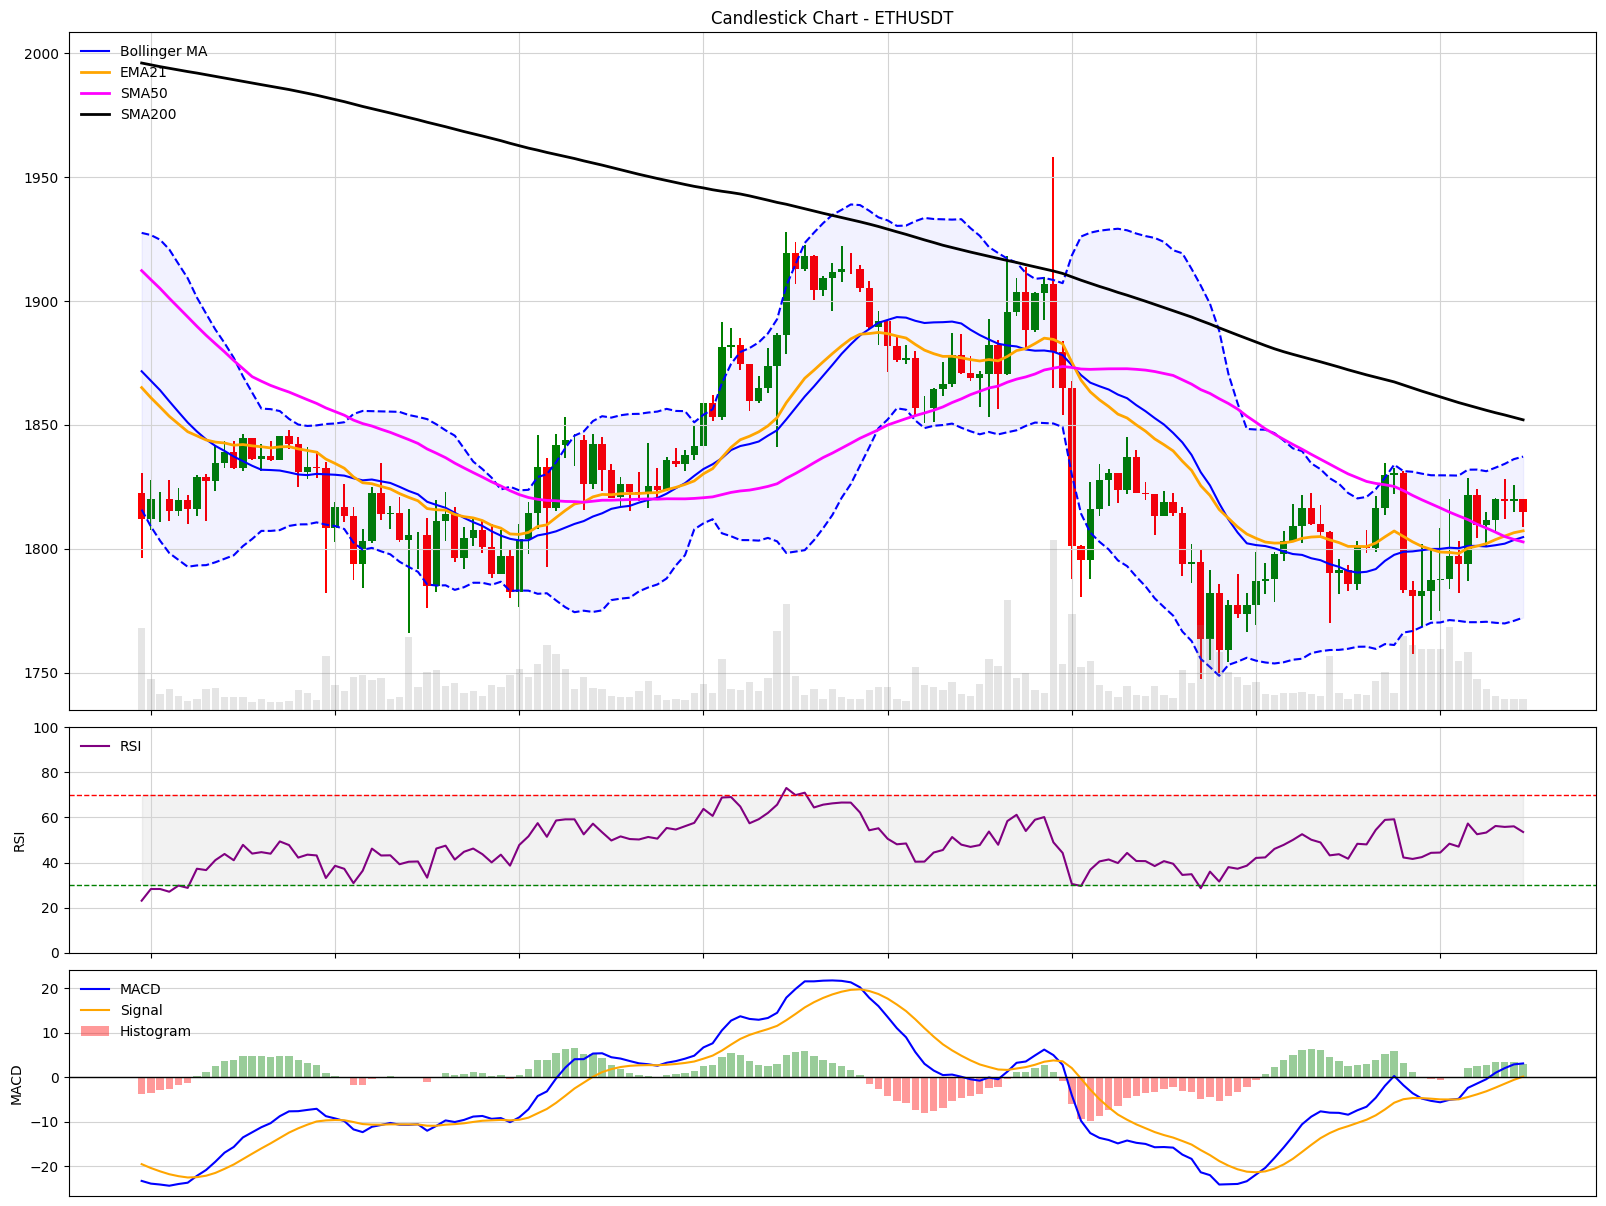 Candlestick Chart - ETHUSDT
Bollinger MA
EMA21
SMA50
SMA200
2000
1950
1900
1850
1800
1750
RSI
100
80
60
40
20
0
RSI
MACD
Signal
Histogram
20
10
0
−10
−20
MACD